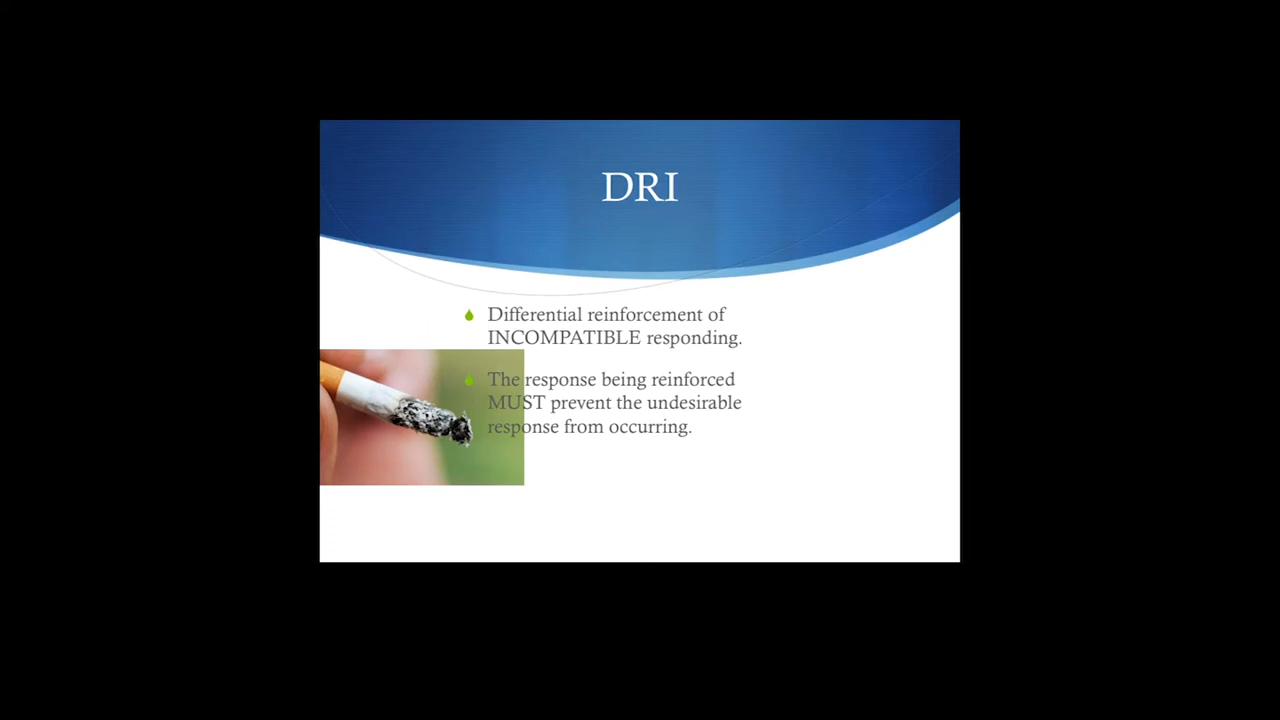 DRI
Differential reinforcement of
INCOMPATIBLE responding.
The response being reinforced
MUST prevent the undesirable
response from occurring.